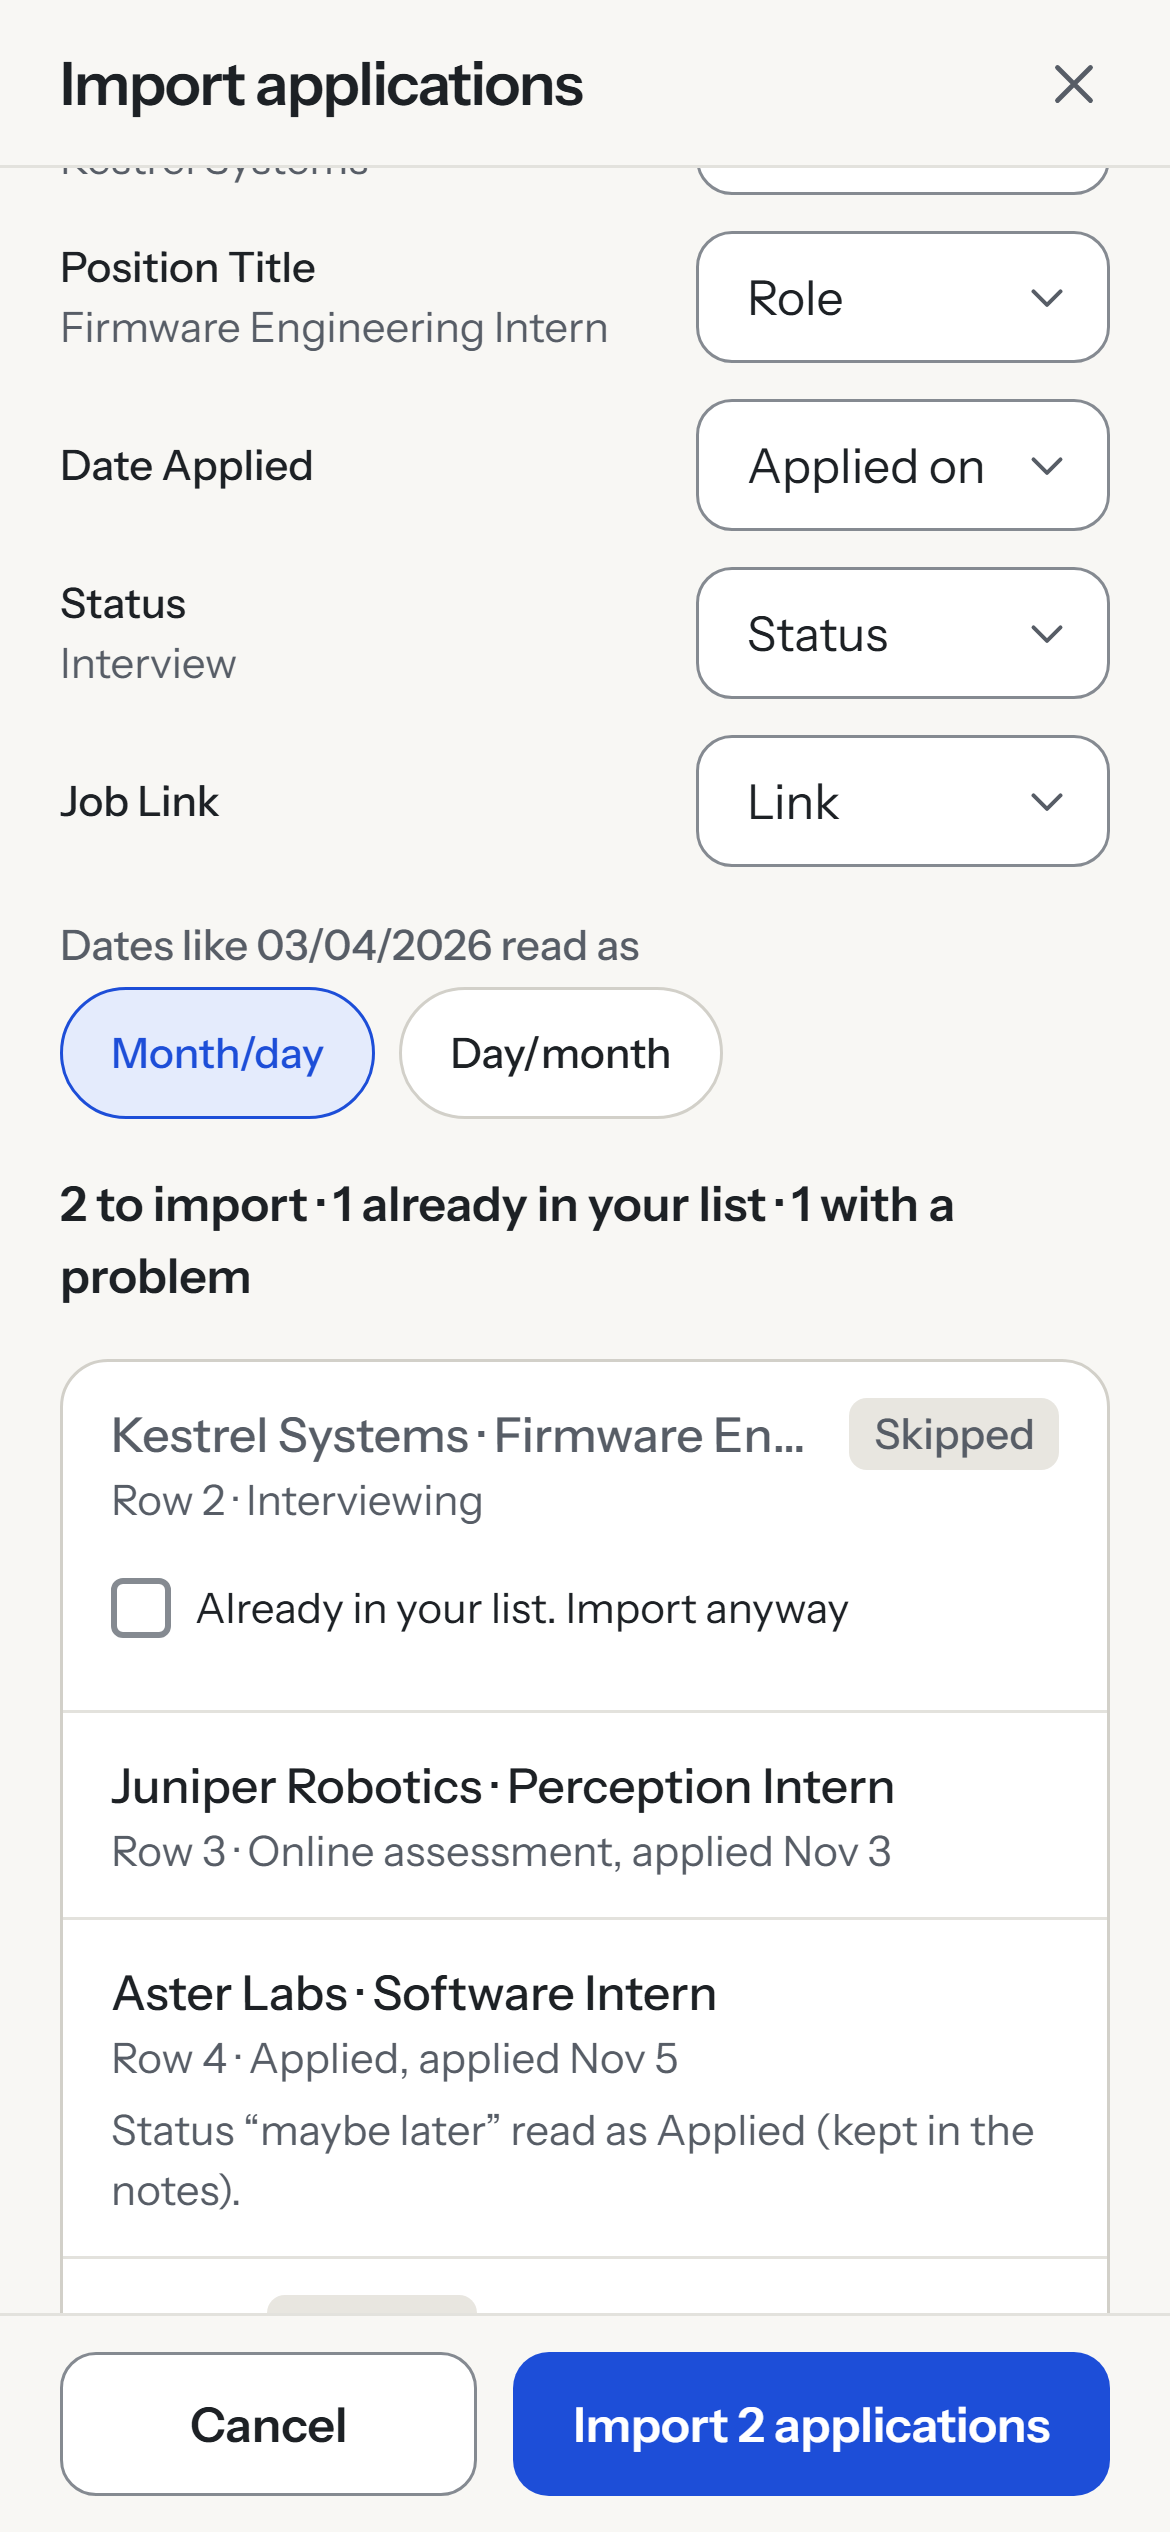 Import applications
Kestrel Systems
Position Title
Firmware Engineering Intern
Role
Date Applied
Applied on
Status
Interview
Status
Job Link
Link
Dates like 03/04/2026 read as
Month/day
Day/month
2 to import · 1 already in your list · 1 with a
problem
Kestrel Systems · Firmware En...
Skipped
Row 2 · Interviewing
Already in your list. Import anyway
Juniper Robotics · Perception Intern
Row 3 · Online assessment, applied Nov 3
Aster Labs · Software Intern
Row 4 · Applied, applied Nov 5
Status “maybe later” read as Applied (kept in the
notes).
Cancel
Import 2 applications